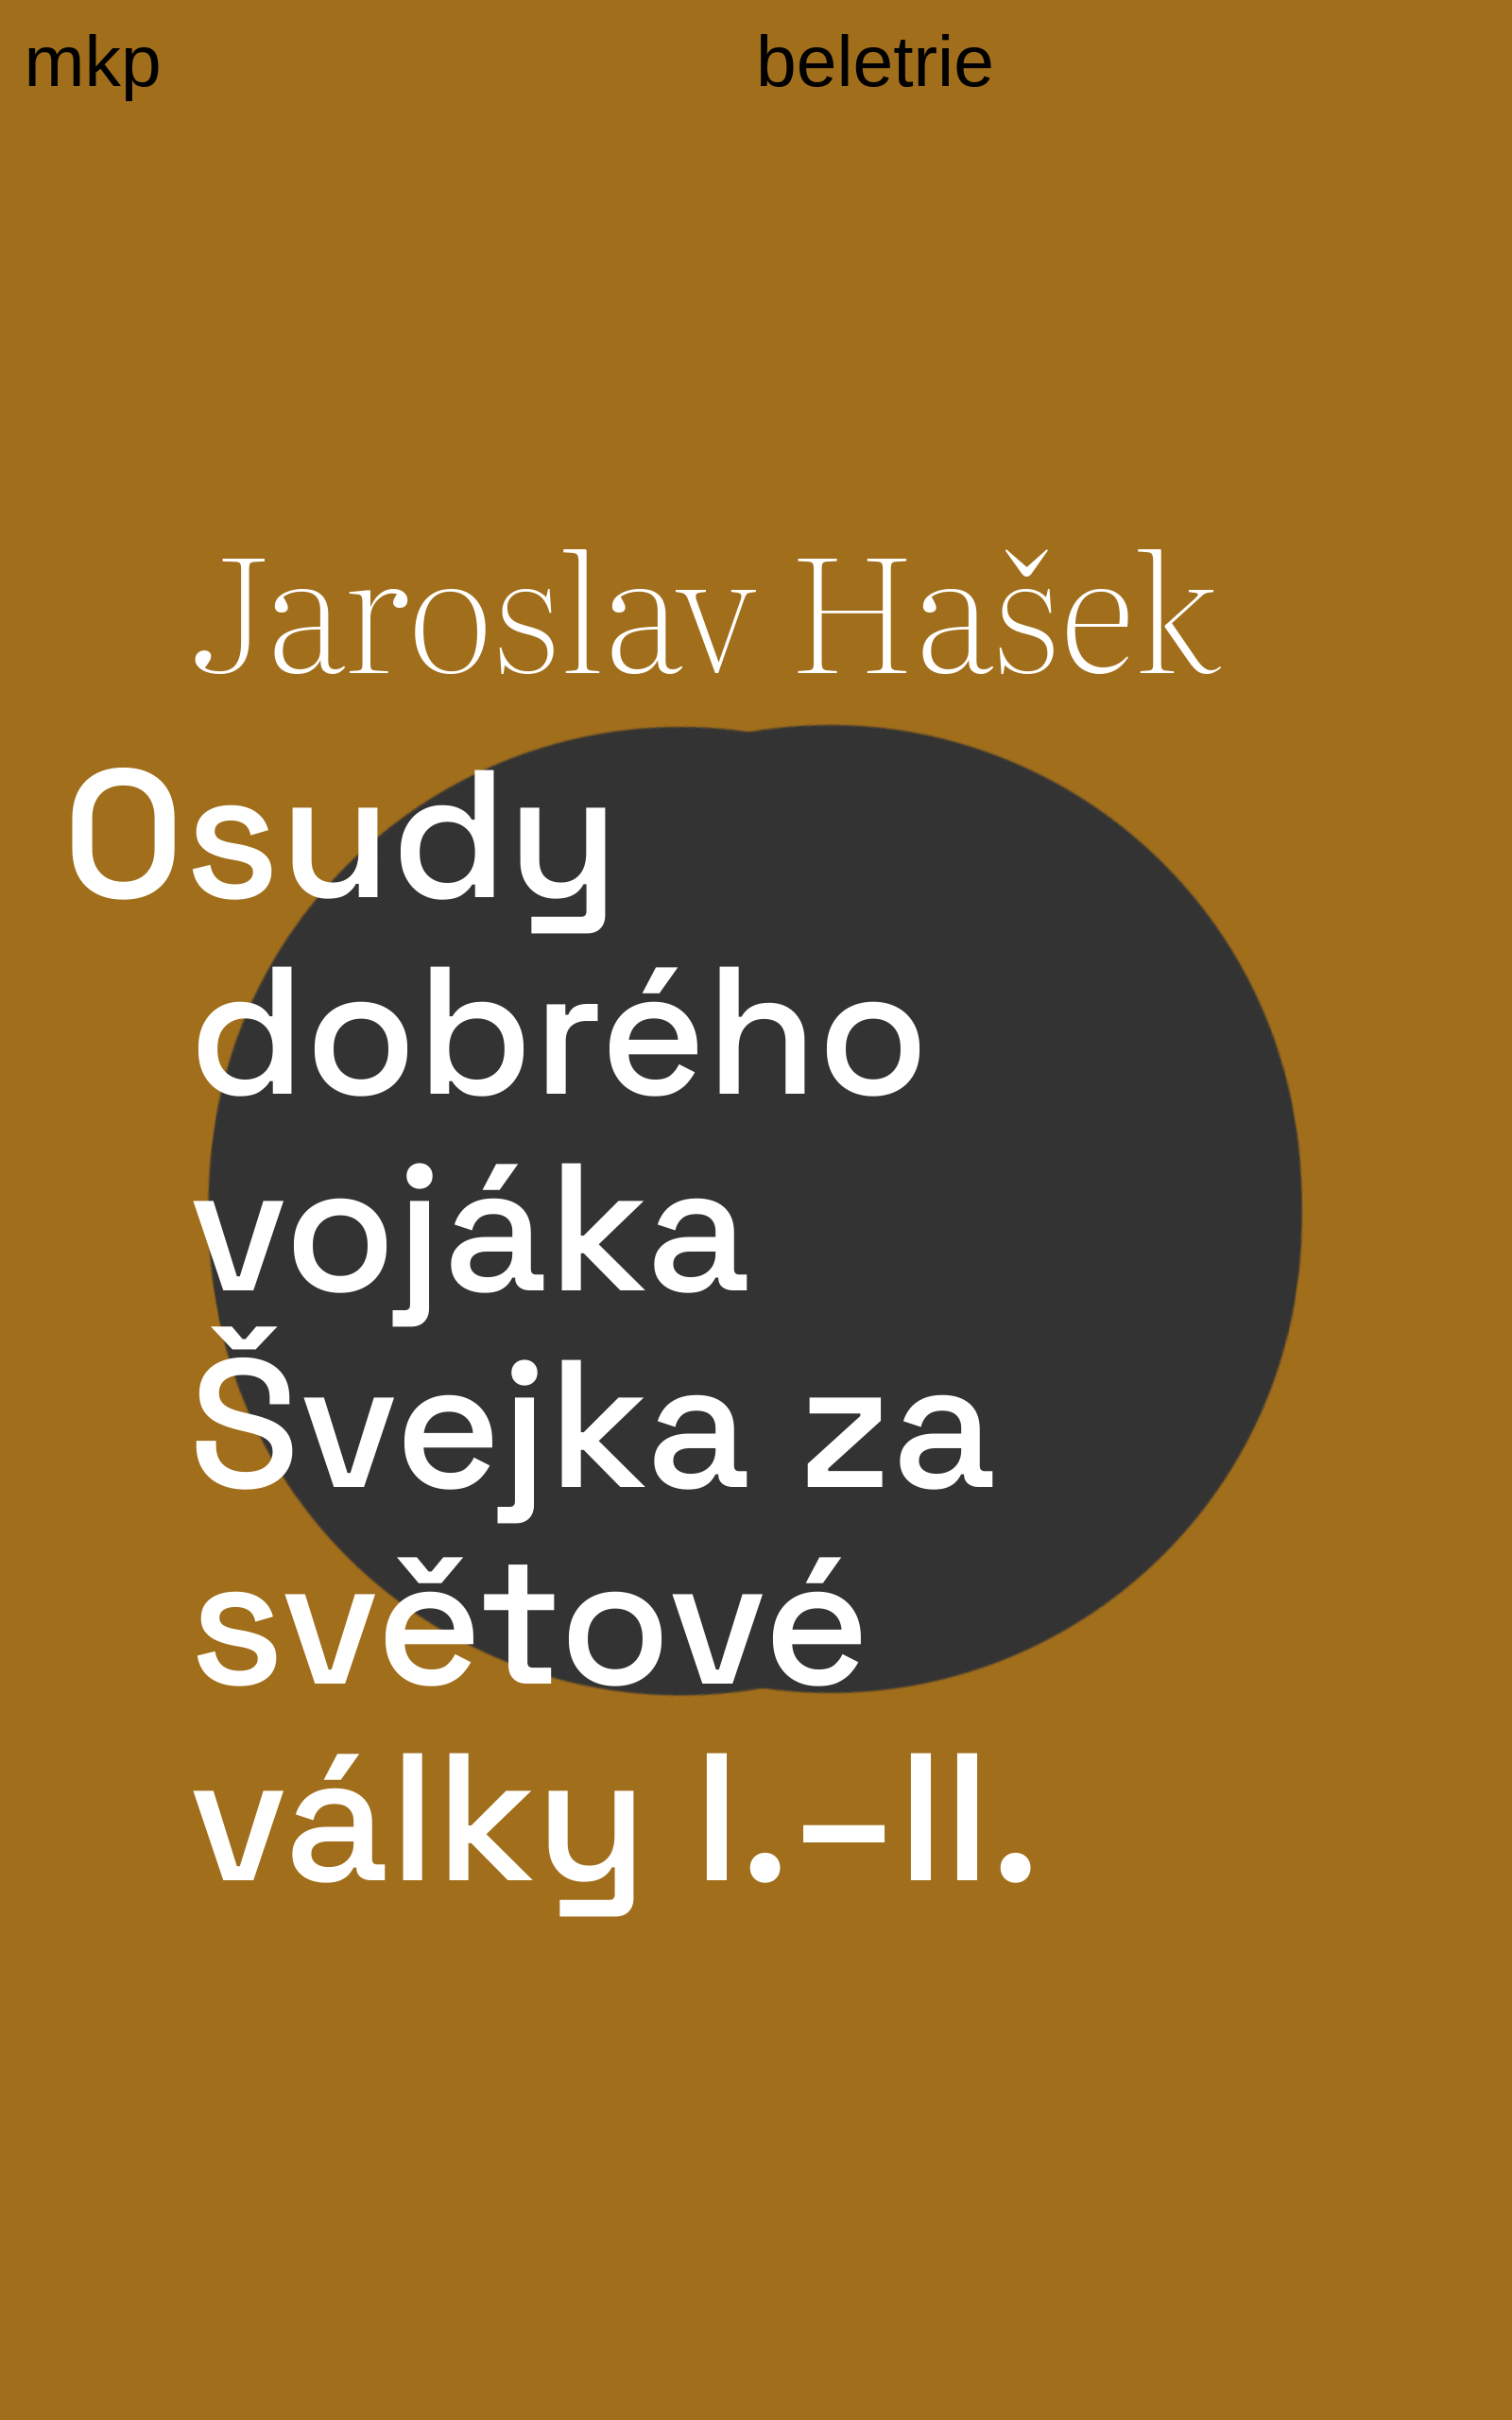 mkp beletrie
Jaroslav Hašek
Osudy
dobrého
vojáka
Švejka za
světové
války I.–II.